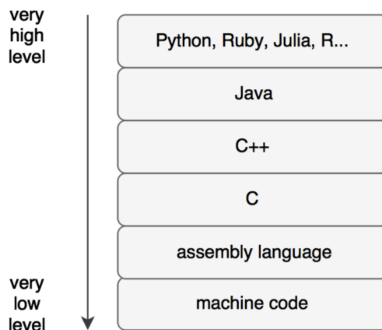 very
high
level
Python, Ruby, Julia, R...
Java
C++
C
assembly language
very
low
level
machine code